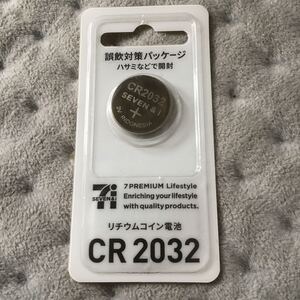 誤飲対策パッケージ
ハサミなどで開封
CR2032
SEVEN & i
+
INDONESIA
7
SEVEN&i
7 PREMIUM Lifestyle
Enriching your lifestyle
with quality products.
リチウムコイン電池
CR 2032